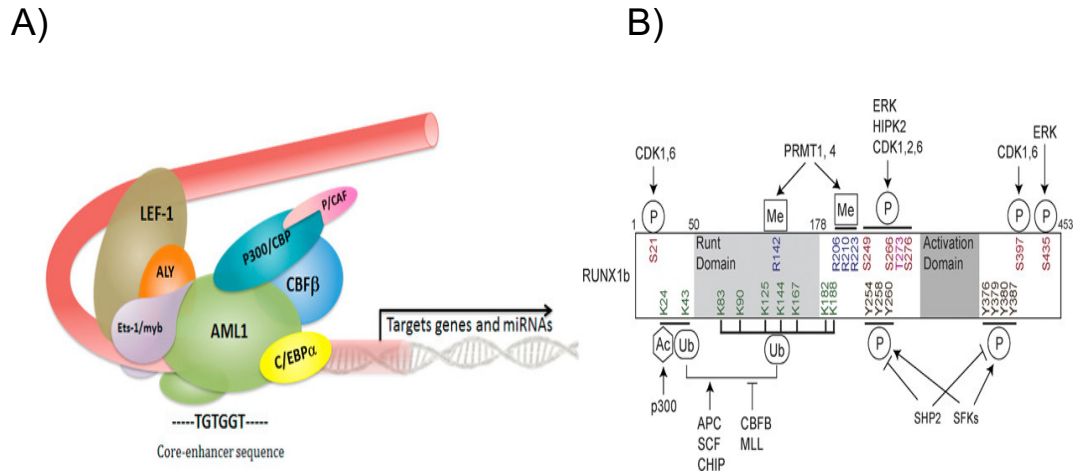 A)
B)
LEF-1
ALY
Ets-1/myb
AML1
P300/CBP
P/CAF
CBFβ
C/EBPα
Targets genes and miRNAs
-----TGTGGT-----
Core-enhancer sequence
ERK
HIPK2
CDK1,2,6
ERK
CDK1,6
PRMT1, 4
CDK1,6
P
Me
Me
P
P
P
1
50
178
453
RUNX1b
Runt
Domain
Activation
Domain
S21
R142
R206
R210
R223
S249
S266
T273
S276
S397
S435
K24
K43
K83
K90
K125
K144
K167
K182
K188
Y254
Y258
Y260
Y376
Y378
Y380
Y387
Ac
Ub
Ub
P
P
p300
APC
SCF
CHIP
CBFB
MLL
SHP2
SFKs